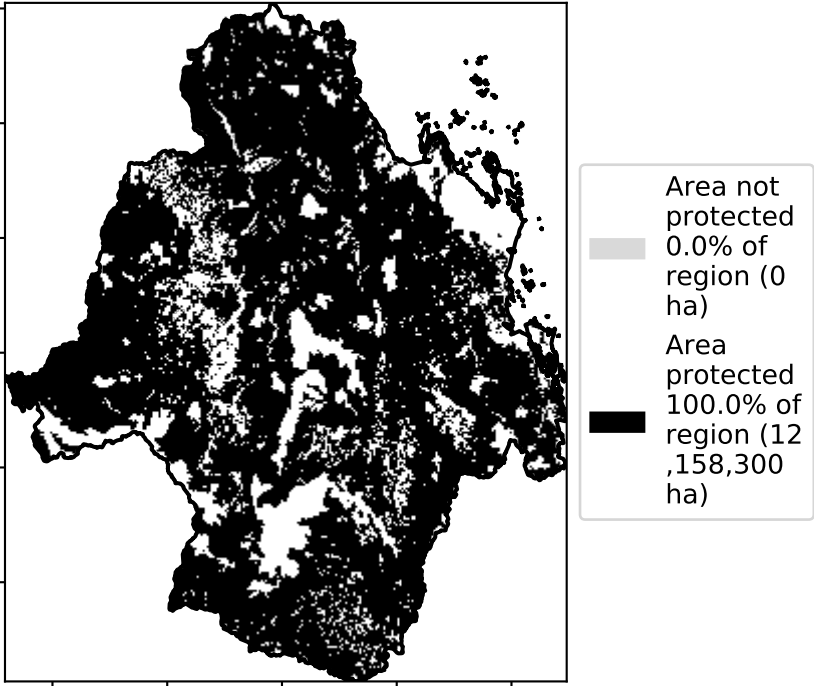 Area not
protected
0.0% of
region (0
ha)
Area
protected
100.0% of
region (12
,158,300
ha)